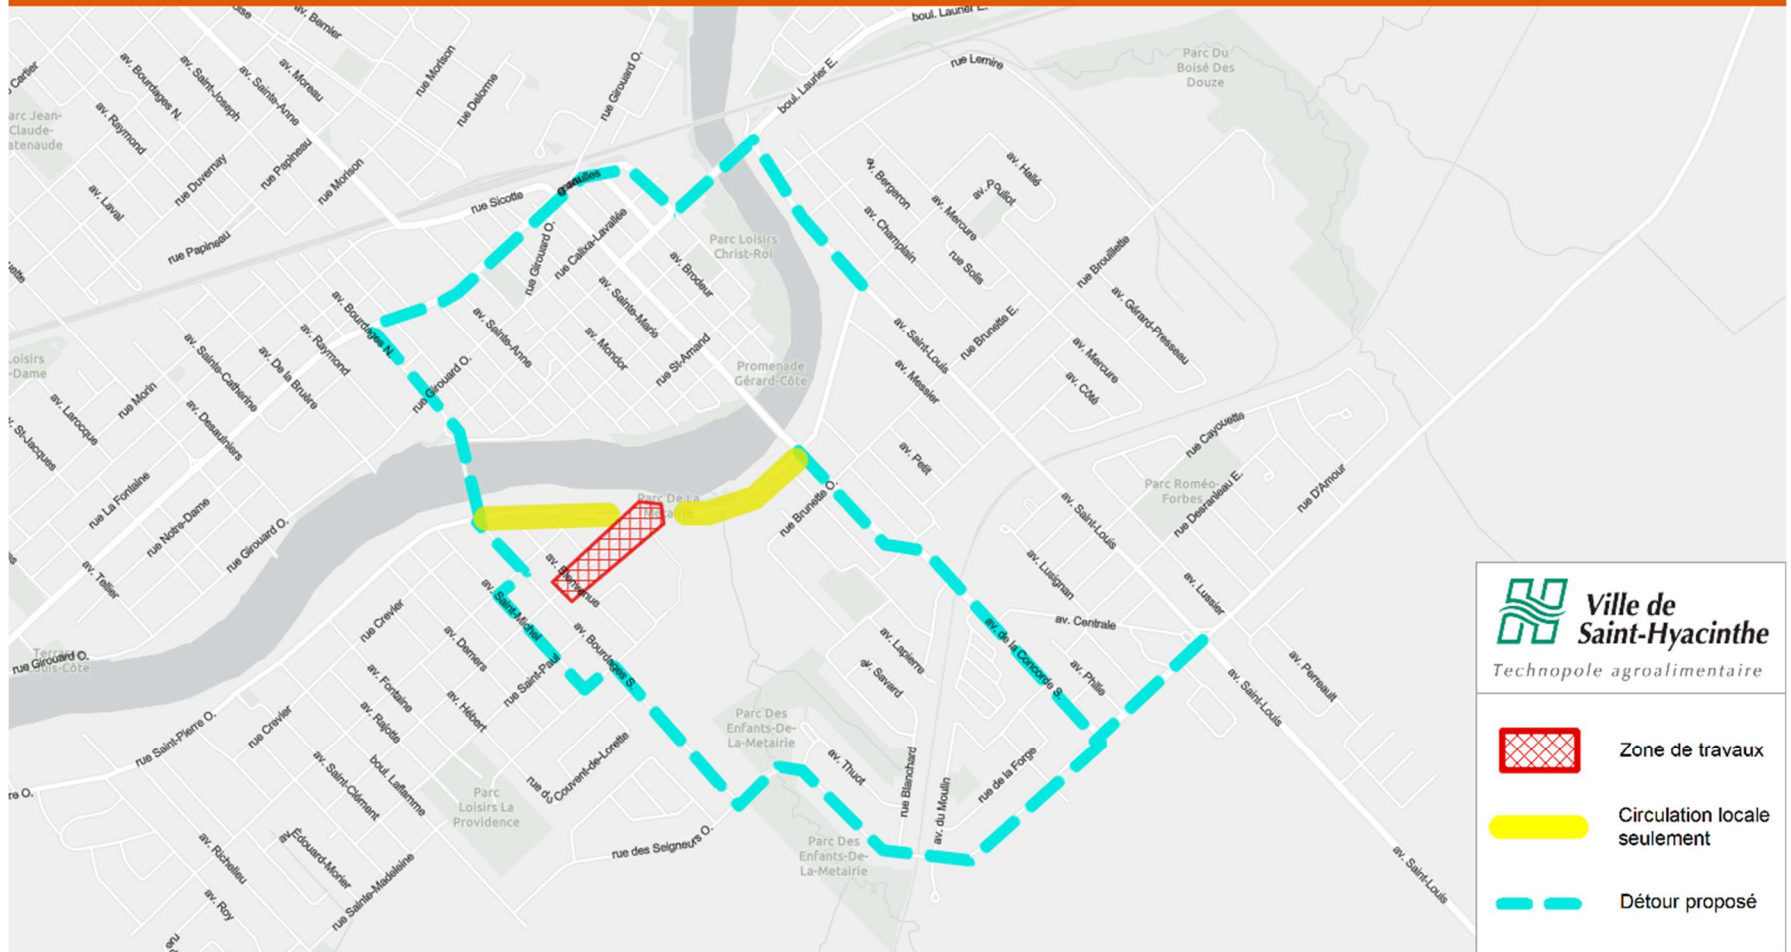 boul. Laurier E.
av. Bernier
rue Morison
rue Girouard O.
Parc Du
Boisé Des
Douze
rue Lemire
av. Bourdages N.
av. Saint-Joseph
av. Sainte-Anne
av. Moreau
rue Delorme
boul. Laurier E.
Cartier
av. Raymond
rue Duvernay
rue Papineau
rue Morison
av. Laval
rue Sicotte
rue Papineau
av. Hallé
av. Pouliot
av. Bergeron
av. Mercure
av. Champlain
rue Solis
rue Girouard O.
rue Calixa-Lavallée
Parc Loisirs
Christ-Roi
av. Brodeur
rue Brouillette
av. Gérard-Presseau
av. Bourdages N.
av. Raymond
av. Sainte-Anne
av. Sainte-Marie
av. Mondor
rue St-Amand
av. Saint-Louis
rue Brunette E.
av. Mercure
av. Sainte-Catherine
av. De la Bruère
rue Girouard O.
Promenade
Gérard-Côte
av. Messier
av. Côté
rue Morin
av. Larocque
av. Desaulniers
av. Petit
rue Cayouette
rue La Fontaine
rue Notre-Dame
rue Girouard O.
Parc De La
rue Brunette O.
av. Saint-Louis
Parc Roméo-
Forbes
rue Desranleau E.
rue D'Amour
av. Tellier
av. Bienvenue
av. Saint-Michel
av. Lusignan
av. Lussier
rue Crevier
av. Demers
av. Bourdages S.
av. Centrale
av. Lapierre
av. Savard
av. de la Concorde S.
av. Philie
rue Girouard O.
av. Fontaine
rue Saint-Paul
av. Hébert
av. Perreault
av. Saint-Louis
rue Saint-Pierre O.
rue Crevier
av. Rajotte
Parc Des
Enfants-De-
La-Metairie
av. Thuot
rue du Couvent-de-Lorette
av. Saint-Clément
boul. Laflamme
Parc
Loisirs La
Providence
rue Blanchard
av. du Moulin
rue de la Forge
av. Édouard-Morier
av. Richelieu
rue des Seigneurs O.
Parc Des
Enfants-De-
La-Metairie
av. Roy
rue Sainte-Madeleine
av. Saint-Louis
Ville de
Saint-Hyacinthe
Technopole agroalimentaire
Zone de travaux
Circulation locale
seulement
Détour proposé